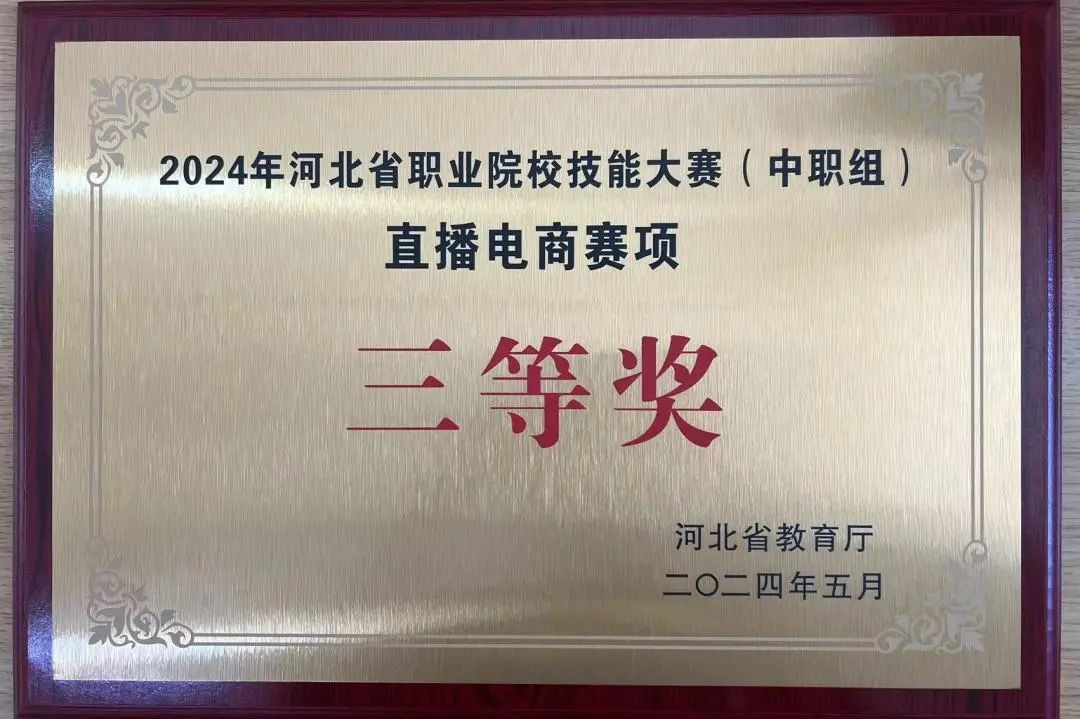 2024年河北省职业院校技能大赛（中职组）
直播电商赛项
三等奖
河北省教育厅
二〇二四年五月